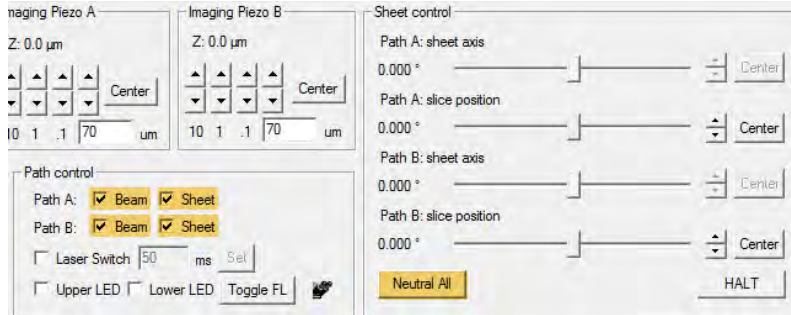 maging Piezo A
Z: 0.0 µm
Center
10 1 .1 70 um
Imaging Piezo B
Z: 0.0 µm
Center
10 1 .1 70 um
Path control
Path A: Beam Sheet
Path B: Beam Sheet
Laser Switch 50 ms Set
Upper LED Lower LED Toggle FL
Sheet control
Path A: sheet axis
0.000 ° Center
Path A: slice position
0.000 ° Center
Path B: sheet axis
0.000 ° Center
Path B: slice position
0.000 ° Center
Neutral All HALT